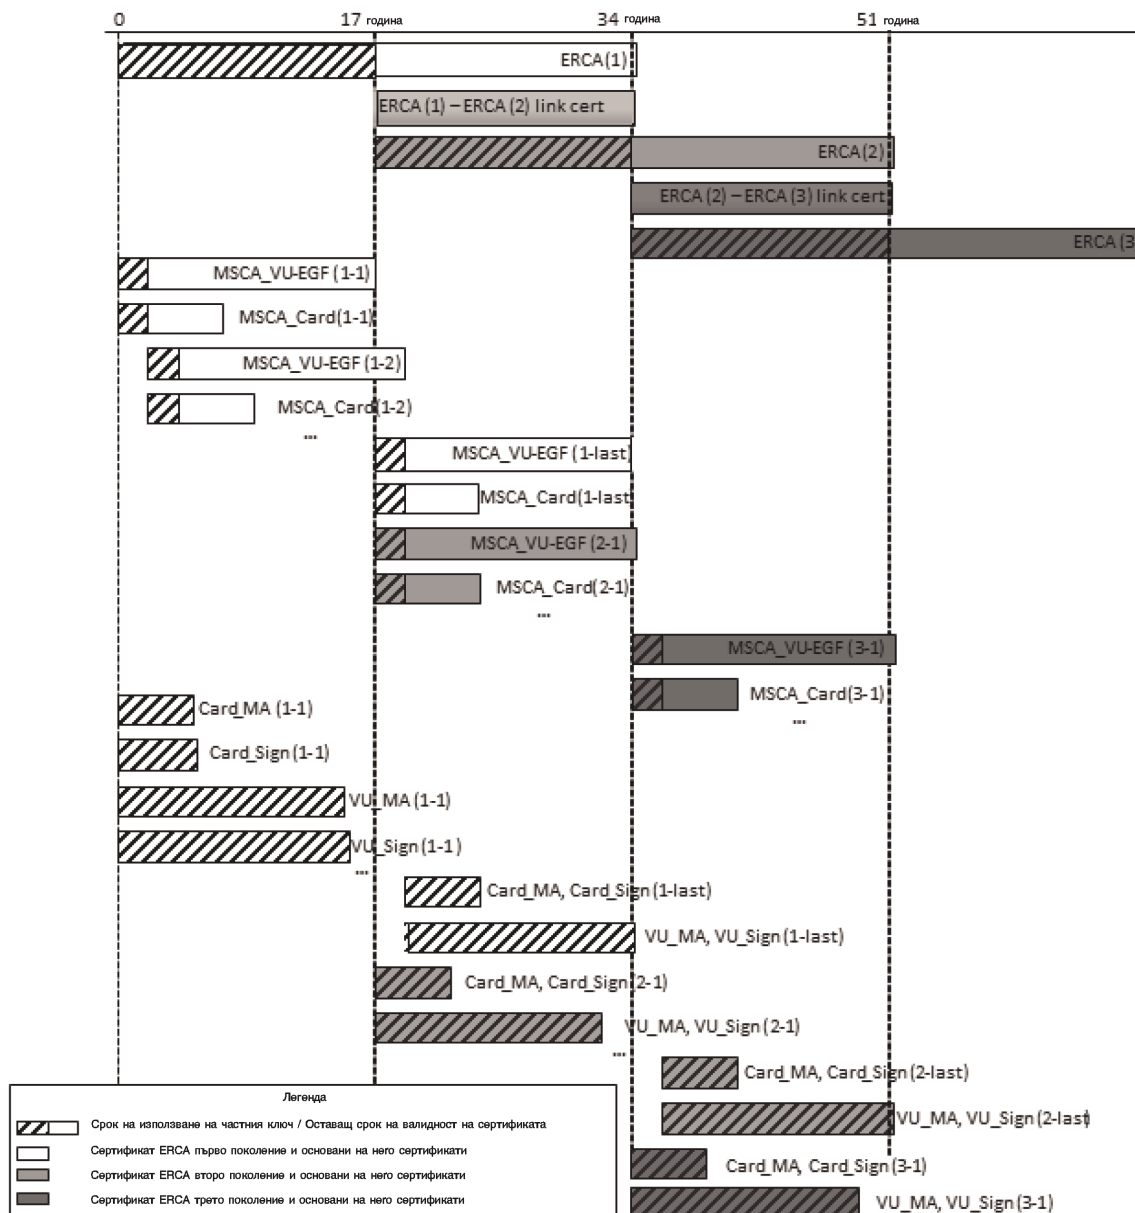 0
17 година
34 година
51 година
ERCA (1)
ERCA (1) – ERCA (2) link cert
ERCA (2)
ERCA (2) – ERCA (3) link cert
ERCA (3
MSCA_VU-EGF (1-1)
MSCA_Card(1-1)
MSCA_VU-EGF (1-2)
MSCA_Card(1-2)
...
MSCA_VU-EGF (1-last)
MSCA_Card(1-last
MSCA_VU-EGF (2-1)
MSCA_Card(2-1)
...
MSCA_VU-EGF (3-1)
MSCA_Card(3-1)
...
Card_MA (1-1)
Card_Sign (1-1)
VU_MA (1-1)
VU_Sign (1-1)
...
Card_MA, Card_Sign (1-last)
VU_MA, VU_Sign (1-last)
Card_MA, Card_Sign (2-1)
VU_MA, VU_Sign (2-1)
...
Card_MA, Card_Sign (2-last)
VU_MA, VU_Sign (2-last)
Card_MA, Card_Sign (3-1)
VU_MA, VU_Sign (3-1)
Легенда
Срок на използване на частния ключ / Оставащ срок на валидност на сертификата
Сертификат ERCA първо поколение и основани на него сертификати
Сертификат ERCA второ поколение и основани на него сертификати
Сертификат ERCA трето поколение и основани на него сертификати